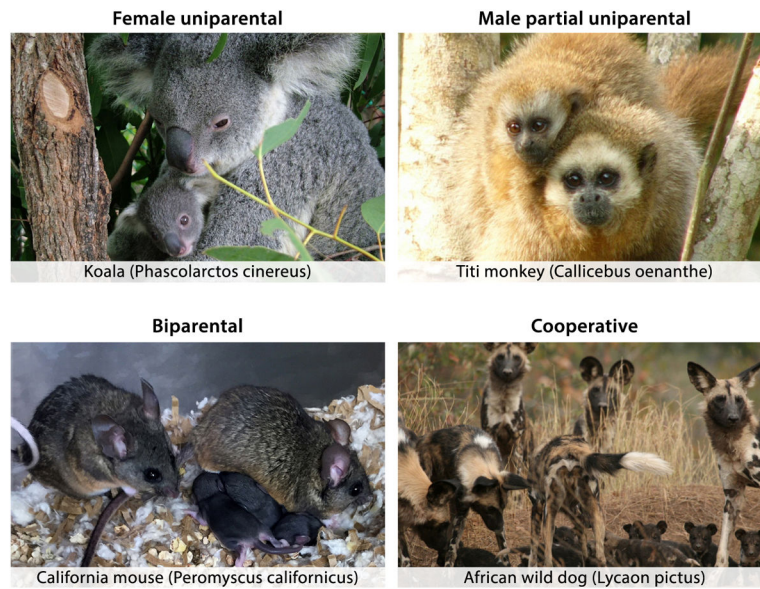 Female uniparental
Male partial uniparental
Koala (Phascolarctos cinereus)
Titi monkey (Callicebus oenanthe)
Biparental
Cooperative
California mouse (Peromyscus californicus)
African wild dog (Lycaon pictus)